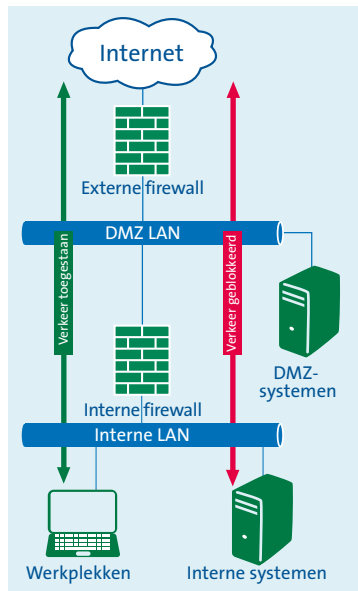 Internet
Externe firewall
DMZ LAN
Verkeer toegestaan
Verkeer geblokkeerd
DMZ-
systemen
Interne firewall
Interne LAN
Werkplekken
Interne systemen